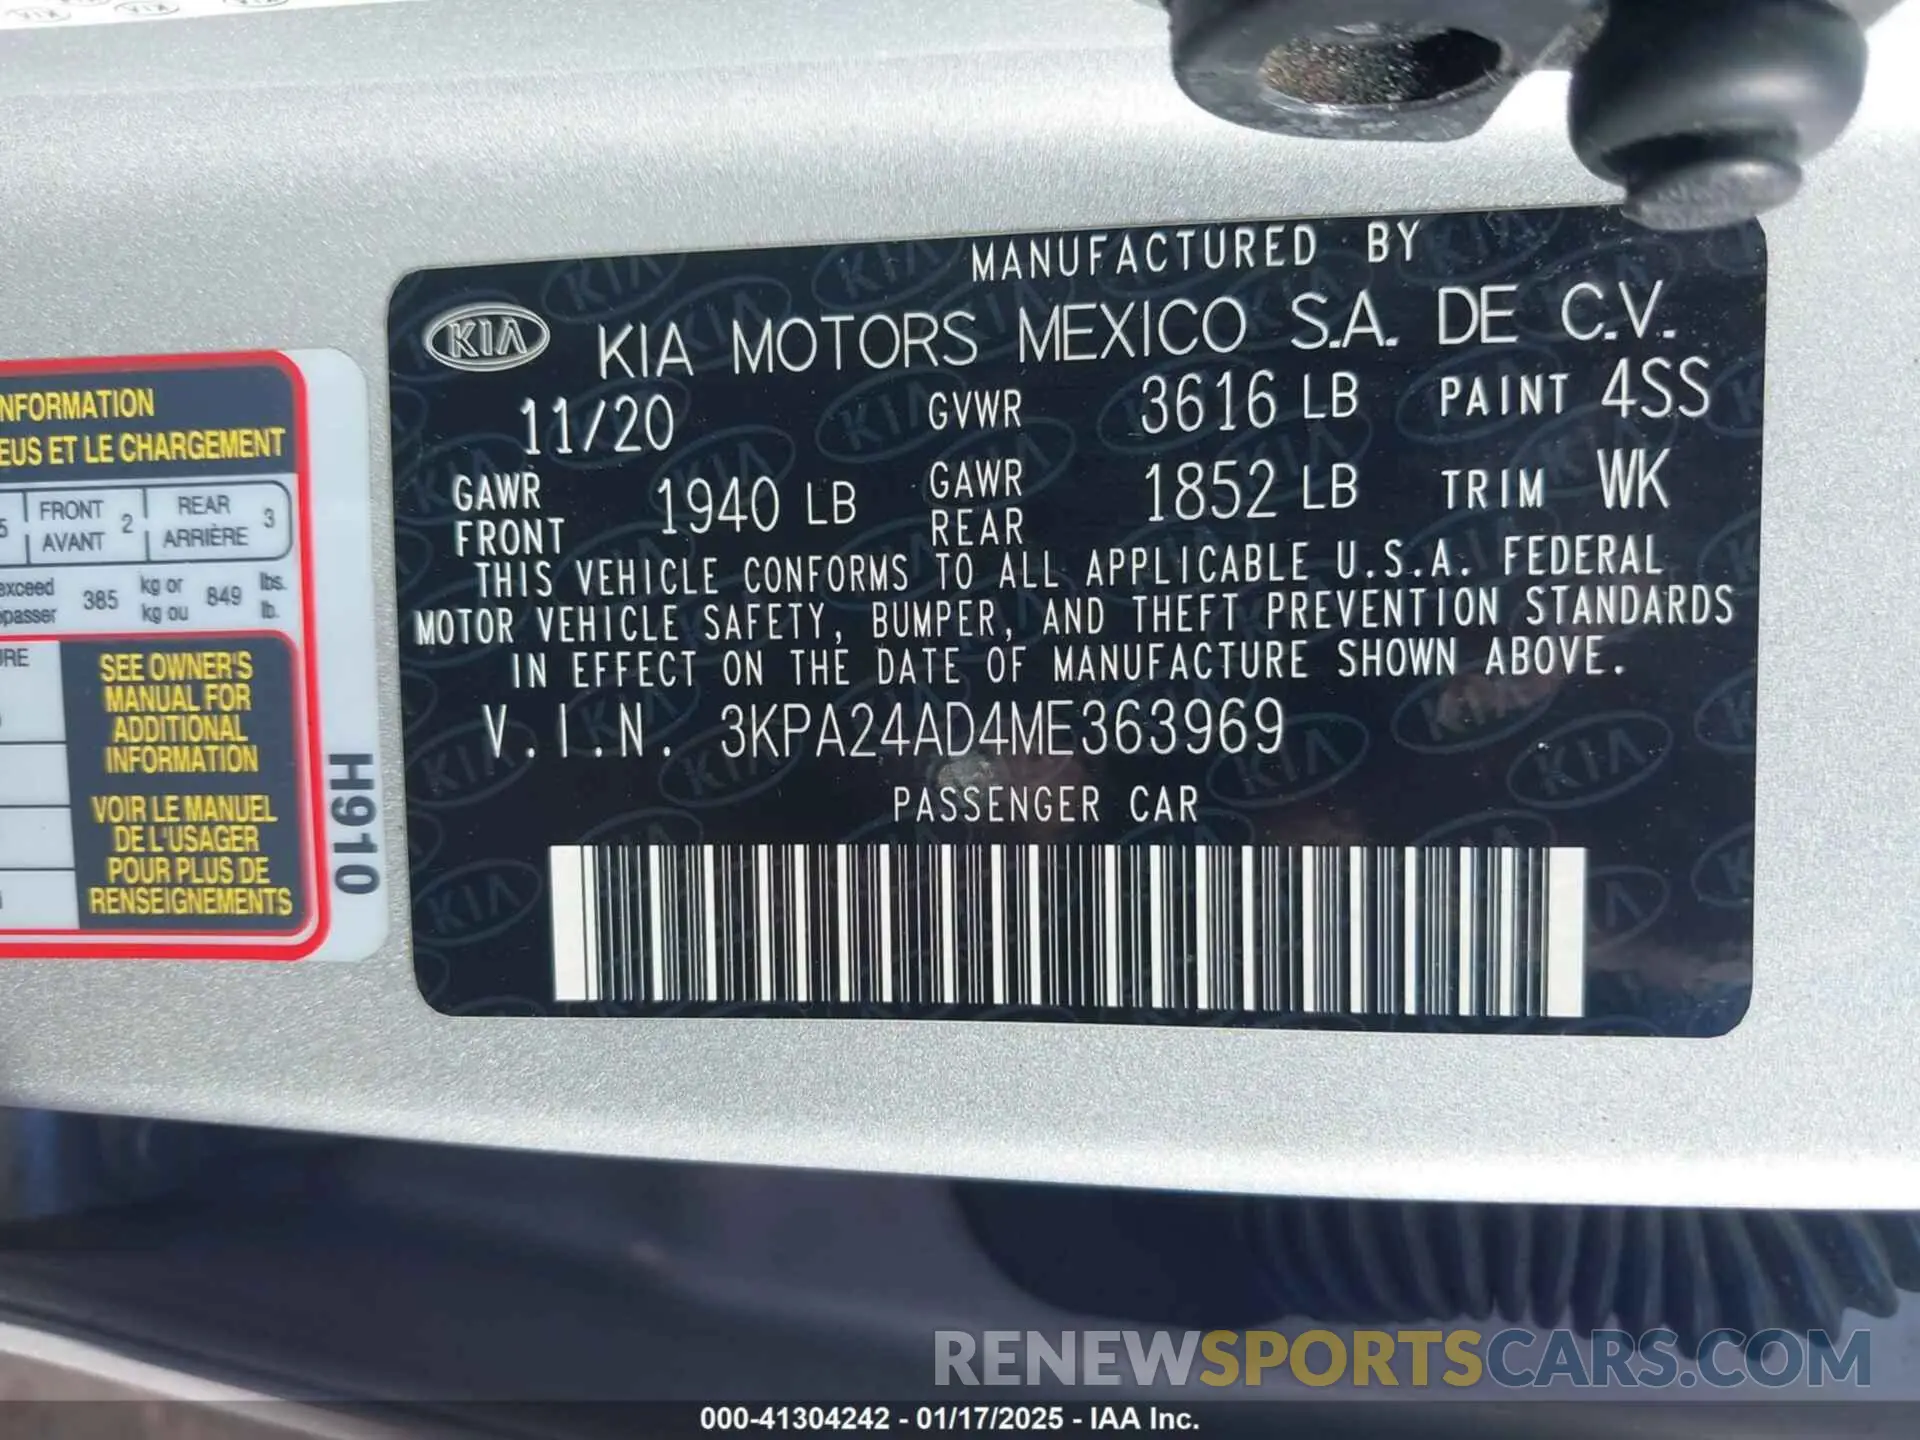 MANUFACTURED BY
KIA KIA MOTORS MEXICO S.A. DE C.V.
11/20 GVWR 3616 LB PAINT 4SS
GAWR FRONT 1940 LB GAWR REAR 1852 LB TRIM WK
THIS VEHICLE CONFORMS TO ALL APPLICABLE U.S.A. FEDERAL
MOTOR VEHICLE SAFETY, BUMPER, AND THEFT PREVENTION STANDARDS
IN EFFECT ON THE DATE OF MANUFACTURE SHOWN ABOVE.
V.I.N. 3KPA24AD4ME363969
PASSENGER CAR
EUS ET LE CHARGEMENT
5 FRONT AVANT 2 REAR ARRIÈRE 3
exceed 385 kg or 849 lbs.
kg ou lb.
SEE OWNER'S
MANUAL FOR
ADDITIONAL
INFORMATION
VOIR LE MANUEL
DE L'USAGER
POUR PLUS DE
RENSEIGNEMENTS
H910
RENEWSPORTSCARS.COM
000-41304242 - 01/17/2025 - IAA Inc.